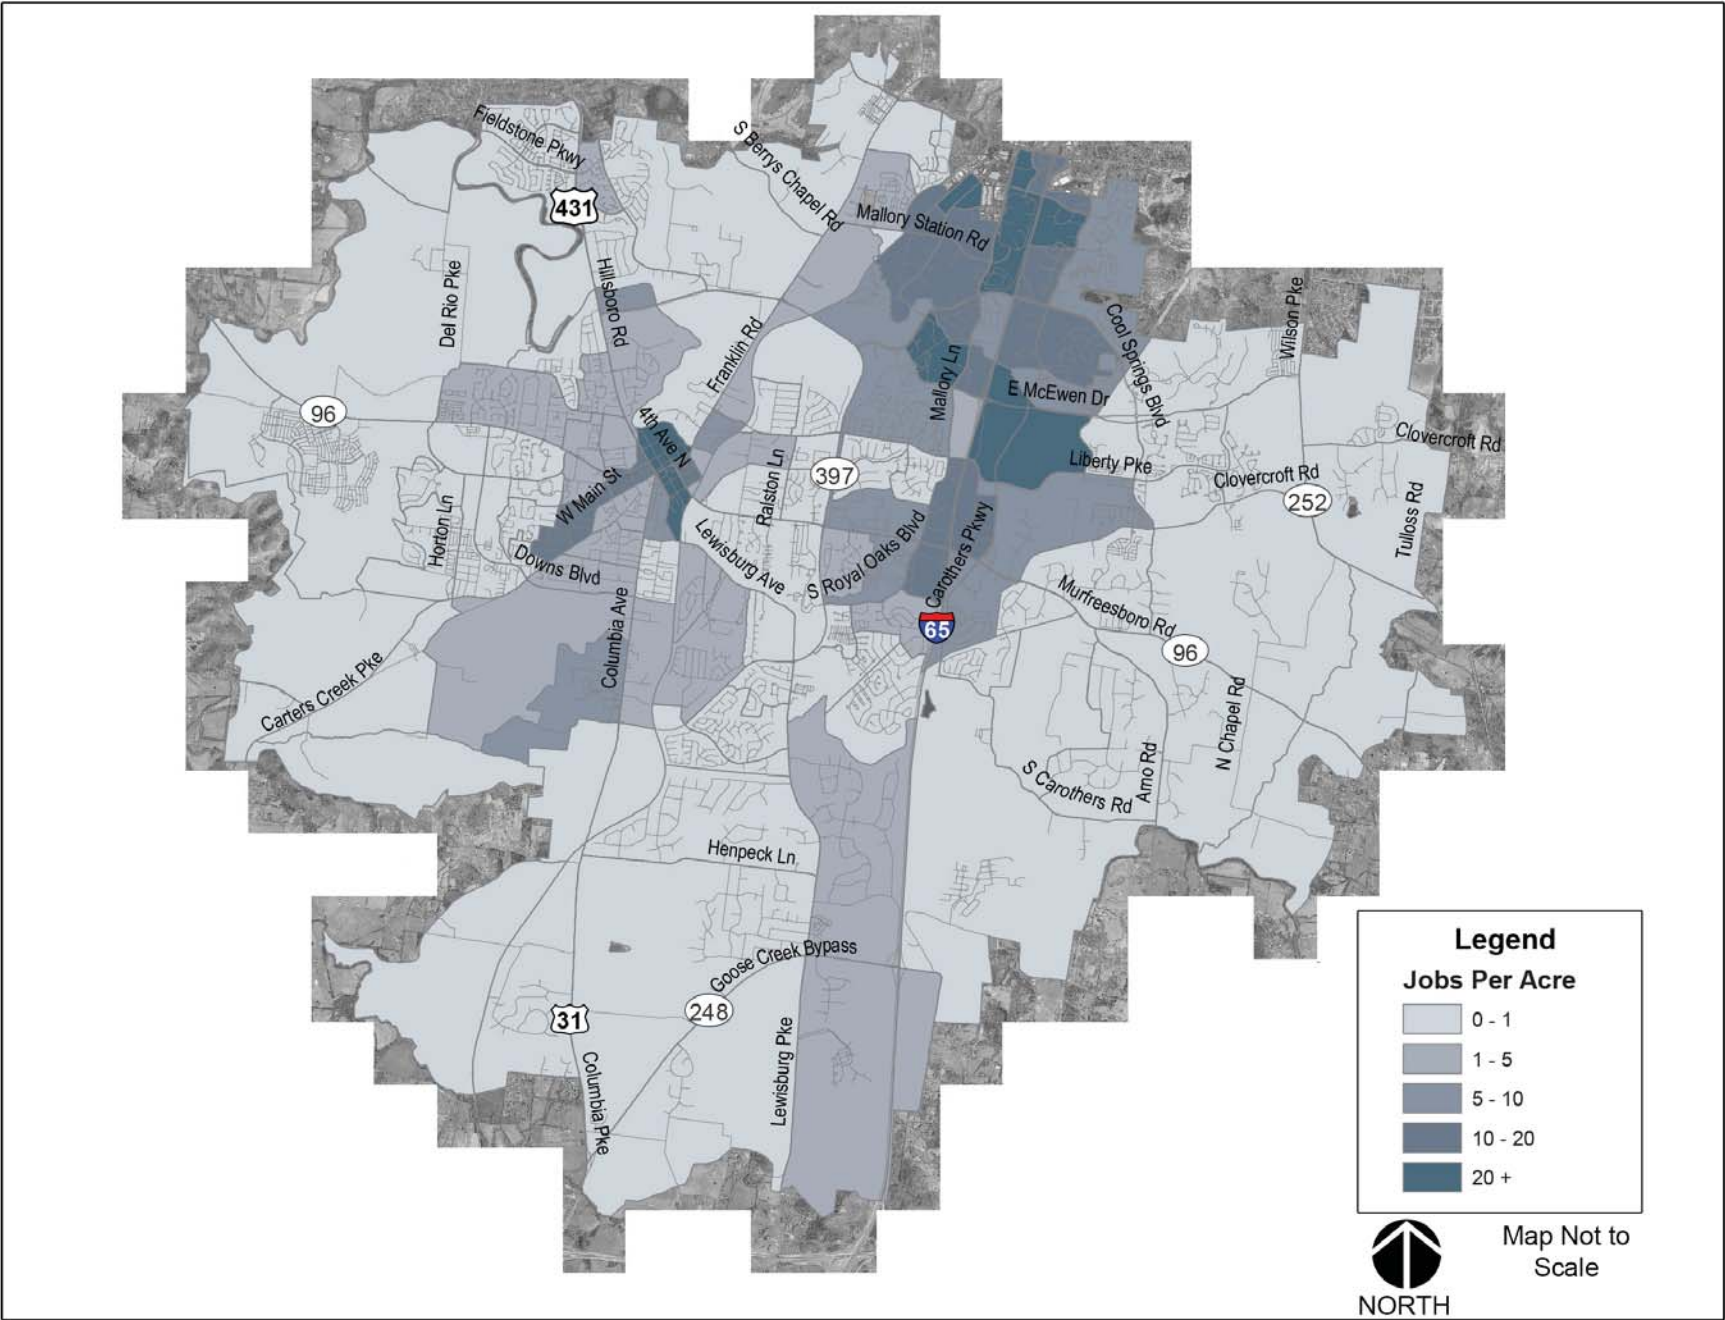 Fieldstone Pkwy
S Berrys Chapel Rd
431
Mallory Station Rd
Del Rio Pke
Hillsboro Rd
Wilson Pke
Cool Springs Blvd
Franklin Rd
Mallory Ln
E McEwen Dr
96
4th Ave N
Clovercroft Rd
397
Liberty Pke
Ralston Ln
W Main St
Clovercroft Rd
252
Horton Ln
Tulloss Rd
Lewisburg Ave
S Royal Oaks Blvd
Carothers Pkwy
Downs Blvd
Columbia Ave
65
Murfreesboro Rd
96
Carters Creek Pke
N Chapel Rd
Arno Rd
S Carothers Rd
Henpeck Ln
Goose Creek Bypass
248
31
Lewisburg Pke
Columbia Pke
Legend
Jobs Per Acre
0 - 1
1 - 5
5 - 10
10 - 20
20 +
Map Not to
Scale
NORTH